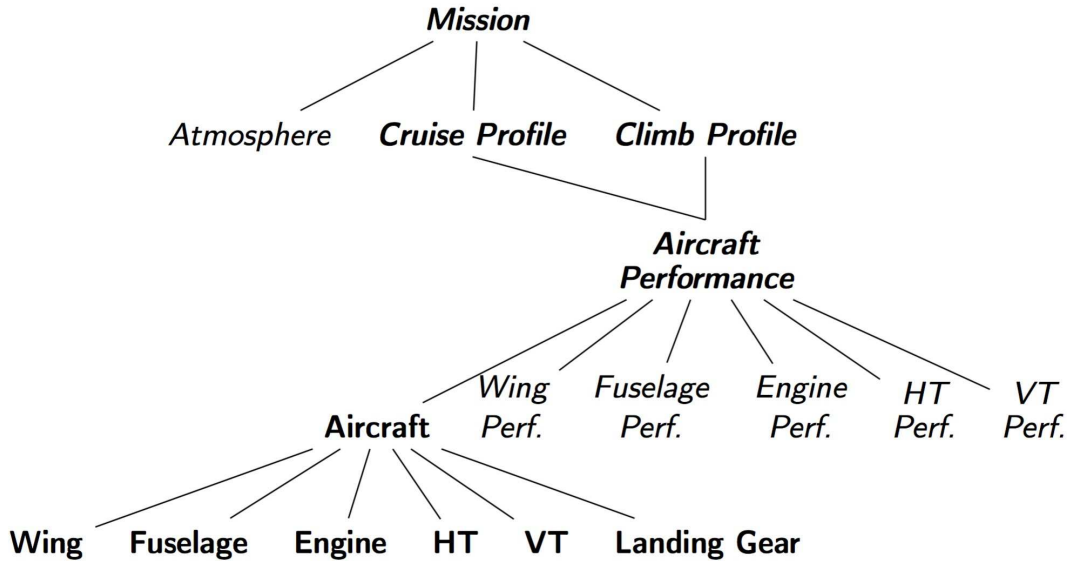 Mission
Atmosphere Cruise Profile Climb Profile
Aircraft
Performance
Wing Fuselage Engine HT VT
Perf. Perf. Perf. Perf. Perf.
Aircraft
Wing Fuselage Engine HT VT Landing Gear